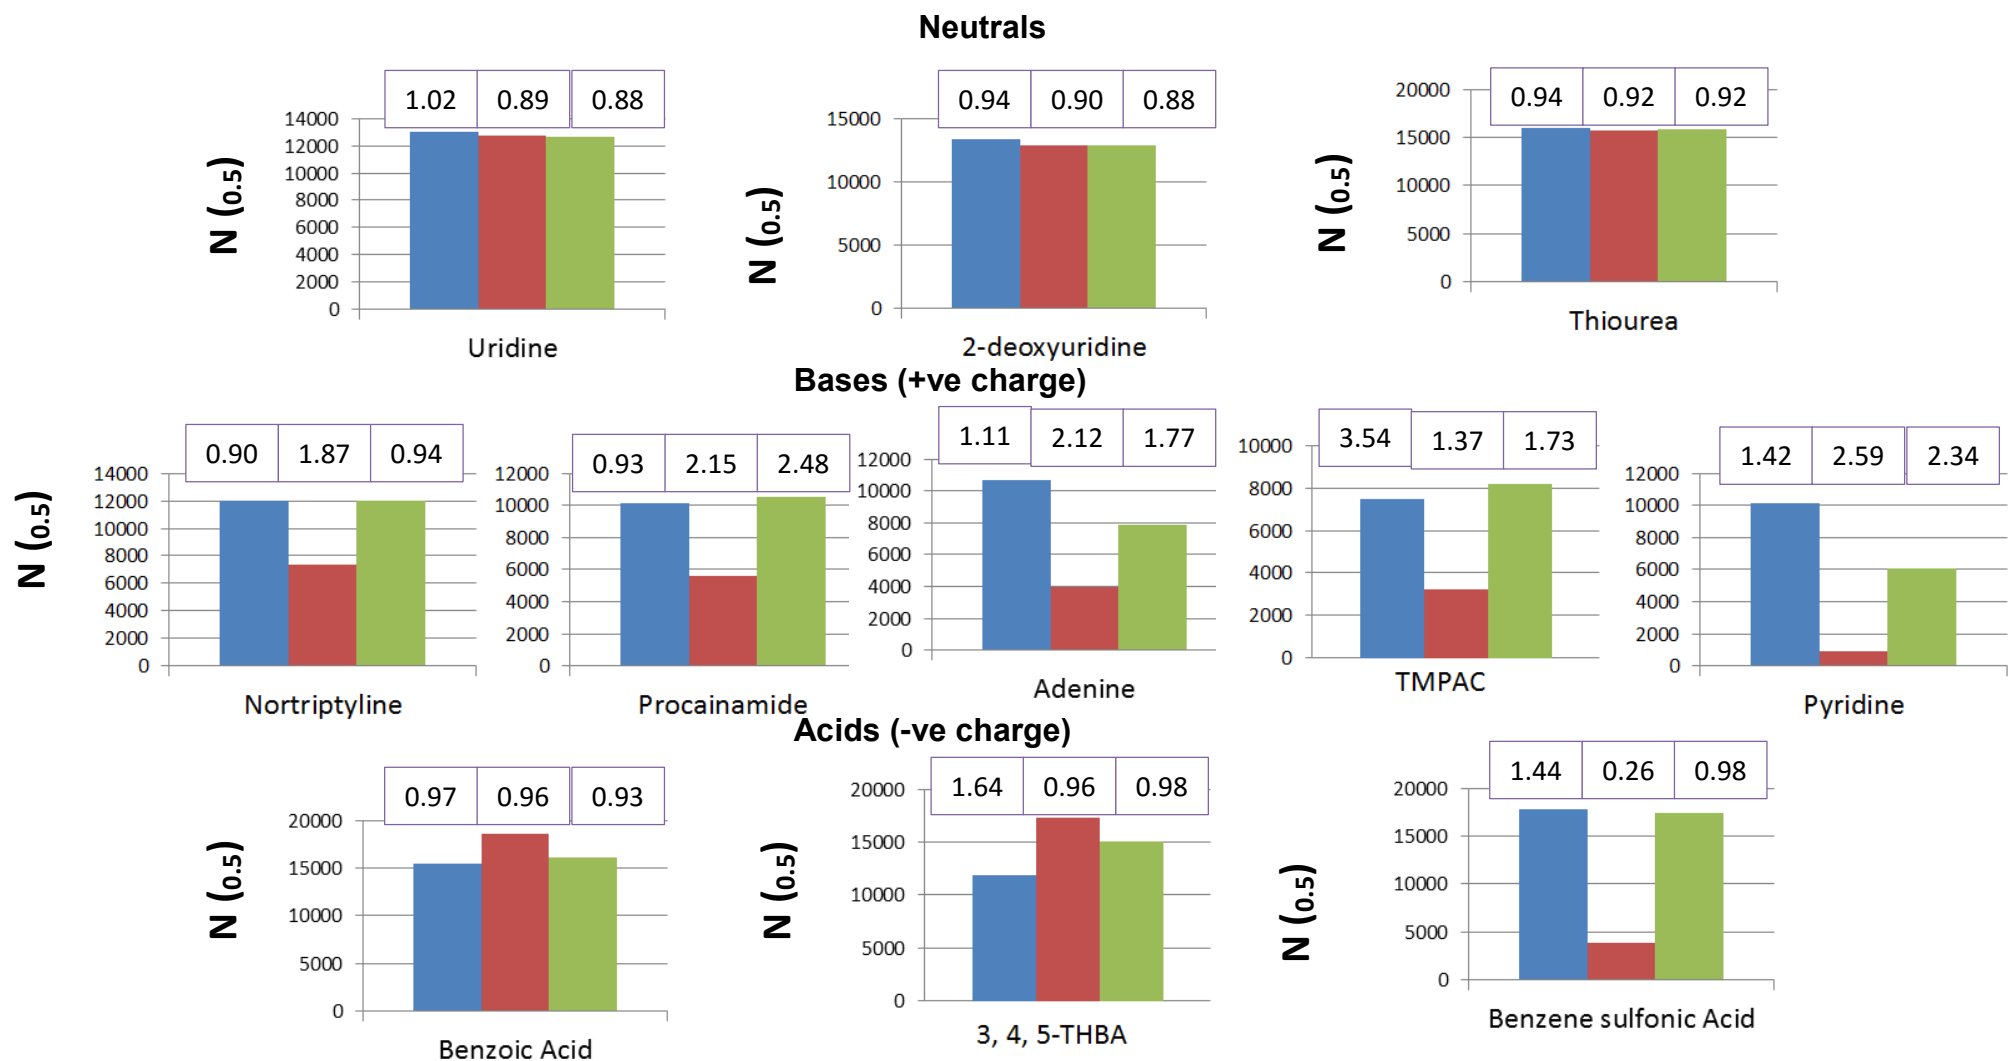 Neutrals
1.02 0.89 0.88
N (0.5)
14000
12000
10000
8000
6000
4000
2000
0
Uridine
0.94 0.90 0.88
N (0.5)
15000
10000
5000
0
2-deoxyuridine
0.94 0.92 0.92
N (0.5)
20000
15000
10000
5000
0
Thiourea
Bases (+ve charge)
0.90 1.87 0.94
N (0.5)
14000
12000
10000
8000
6000
4000
2000
0
Nortriptyline
0.93 2.15 2.48
12000
10000
8000
6000
4000
2000
0
Procainamide
1.11 2.12 1.77
12000
10000
8000
6000
4000
2000
0
Adenine
3.54 1.37 1.73
10000
8000
6000
4000
2000
0
TMPAC
1.42 2.59 2.34
12000
10000
8000
6000
4000
2000
0
Pyridine
Acids (-ve charge)
0.97 0.96 0.93
N (0.5)
20000
15000
10000
5000
0
Benzoic Acid
1.64 0.96 0.98
N (0.5)
20000
15000
10000
5000
0
3, 4, 5-THBA
1.44 0.26 0.98
N (0.5)
20000
15000
10000
5000
0
Benzene sulfonic Acid